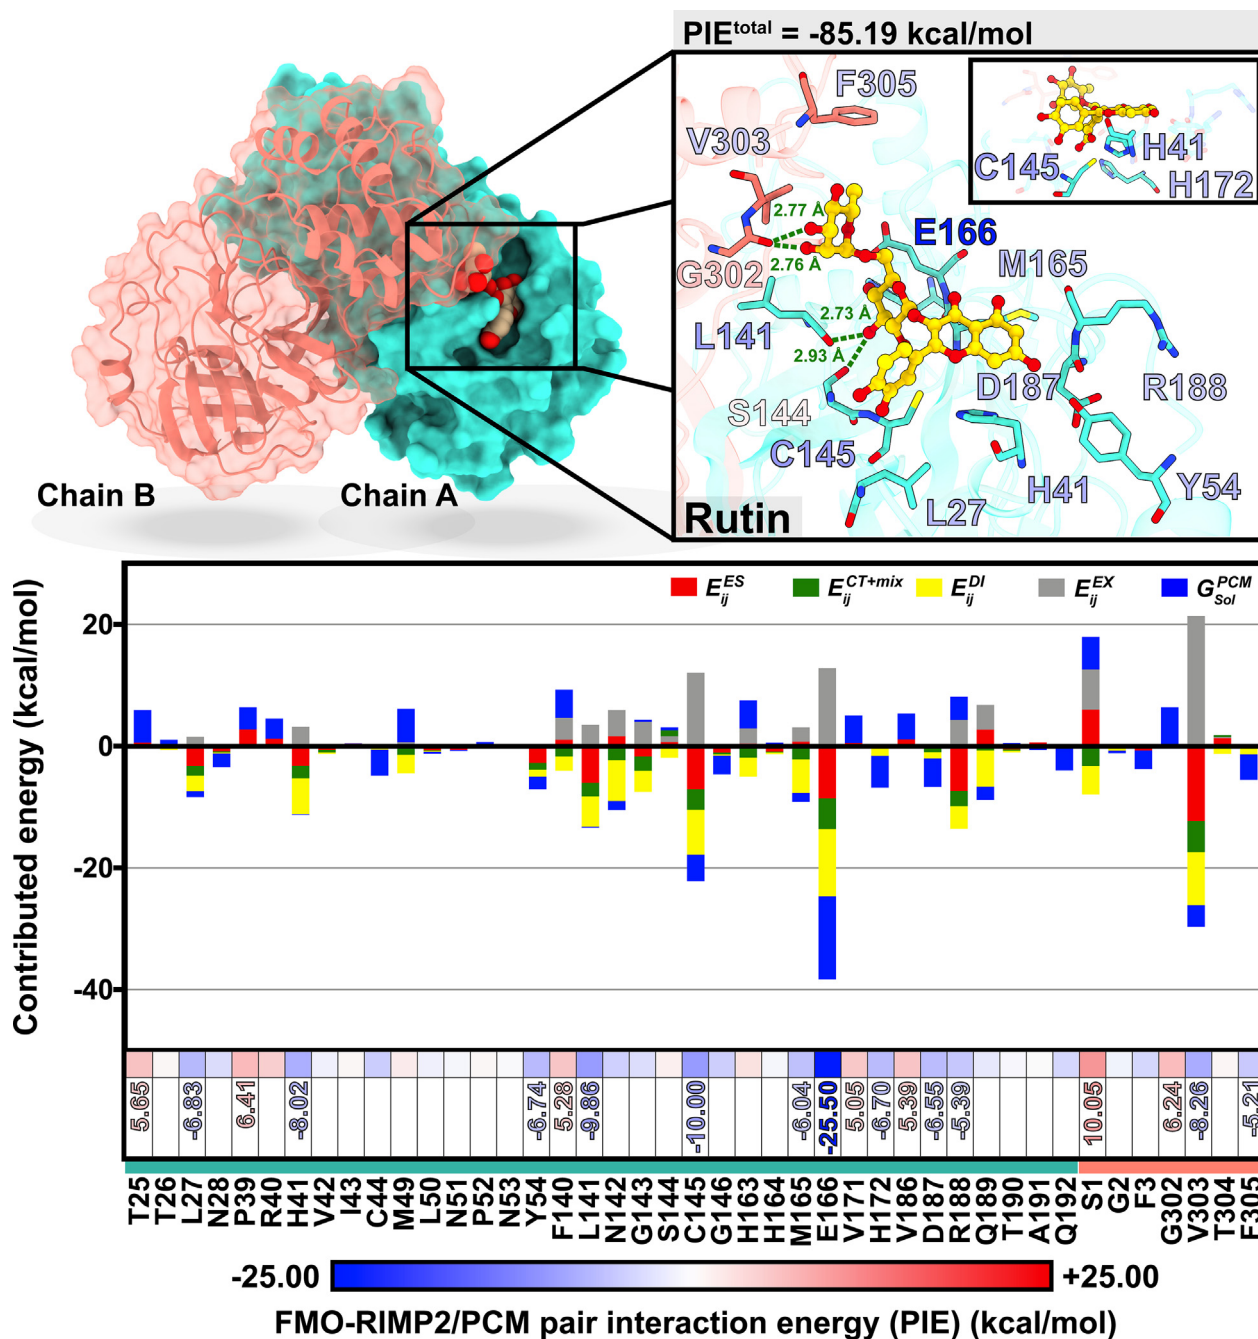 PIEtotal = -85.19 kcal/mol
F305
V303
H41
C145
H172
2.77 Å
E166
2.76 Å
G302
M165
2.73 Å
L141
2.93 Å
D187
R188
S144
C145
Chain B
Chain A
H41
Y54
L27
Rutin
E_ij^ES
E_ij^CT+mix
E_ij^DI
E_ij^EX
G_Sol^PCM
Contributed energy (kcal/mol)
20
0
-20
-40
5.65
-6.83
6.41
-8.02
-6.74
5.28
-9.86
-10.00
-6.04
-25.50
5.05
-6.70
5.39
-6.55
-5.39
10.05
6.24
-8.26
-5.21
T25
T26
L27
N28
P39
R40
H41
V42
I43
C44
M49
L50
N51
P52
N53
Y54
F140
L141
N142
G143
S144
C145
G146
H163
H164
M165
E166
V171
H172
V186
D187
R188
Q189
T190
A191
Q192
S1
G2
F3
G302
V303
T304
F305
-25.00
+25.00
FMO-RIMP2/PCM pair interaction energy (PIE) (kcal/mol)